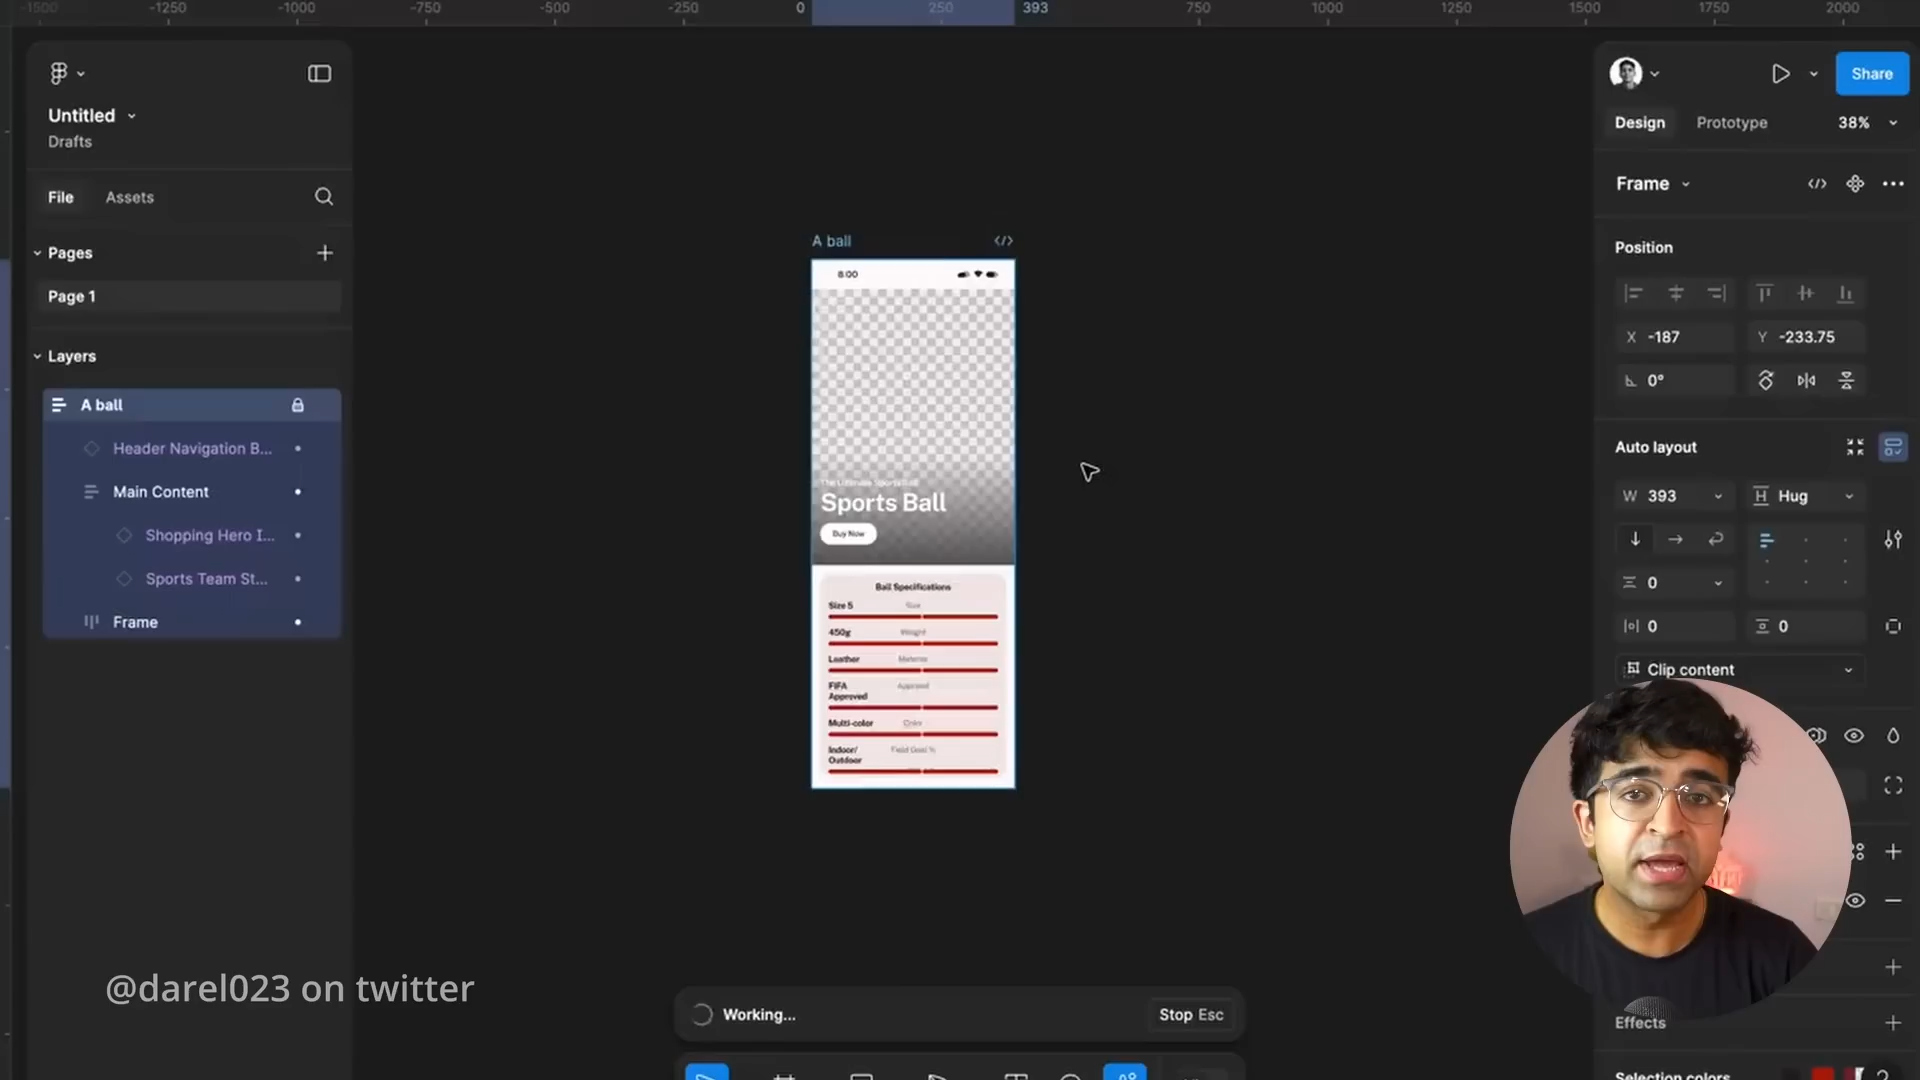 -1500 -1250 -1000 -750 -500 -250 0 250 393 750 1000 1250 1500 1750 2000
Untitled
Drafts
File Assets
Pages
Page 1
Layers
A ball
Header Navigation B...
Main Content
Shopping Hero I...
Sports Team St...
Frame
@darel023 on twitter
A ball </>
8:00
The Ultimate Sports Ball
Sports Ball
Buy Now
Ball Specifications
Size 5 Size
450g Weight
Leather Material
FIFA Approved Approved
Multi-color Color
Indoor/ Outdoor Field Goal %
Working... Stop Esc
Share
Design Prototype 38%
Frame </>
Position
X -187 Y -233.75
0°
Auto layout
W 393 H Hug
0
0 0
Clip content
Effects
Selection colors